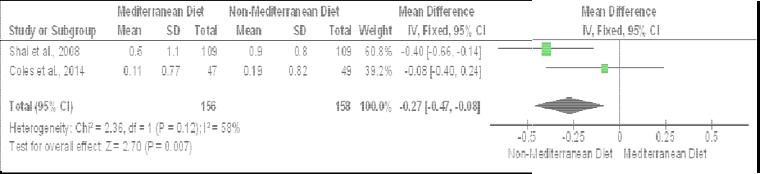 Mediterranean Diet Non-Mediterranean Diet Mean Difference Mean Difference
Study or Subgroup Mean SD Total Mean SD Total Weight IV, Fixed, 95% CI IV, Fixed, 95% CI
Shai et al., 2008 0.5 1.1 109 0.9 0.8 109 60.8% -0.40 [-0.66, -0.14]
Coles et al., 2014 0.11 0.77 47 0.19 0.82 49 39.2% -0.08 [-0.40, 0.24]
Total (95% CI) 156 158 100.0% -0.27 [-0.47, -0.08]
Heterogeneity: Chi² = 2.36, df = 1 (P = 0.12); I² = 58%
Test for overall effect: Z = 2.70 (P = 0.007)
-0.5 -0.25 0 0.25 0.5
Non-Mediterranean Diet Mediterranean Diet